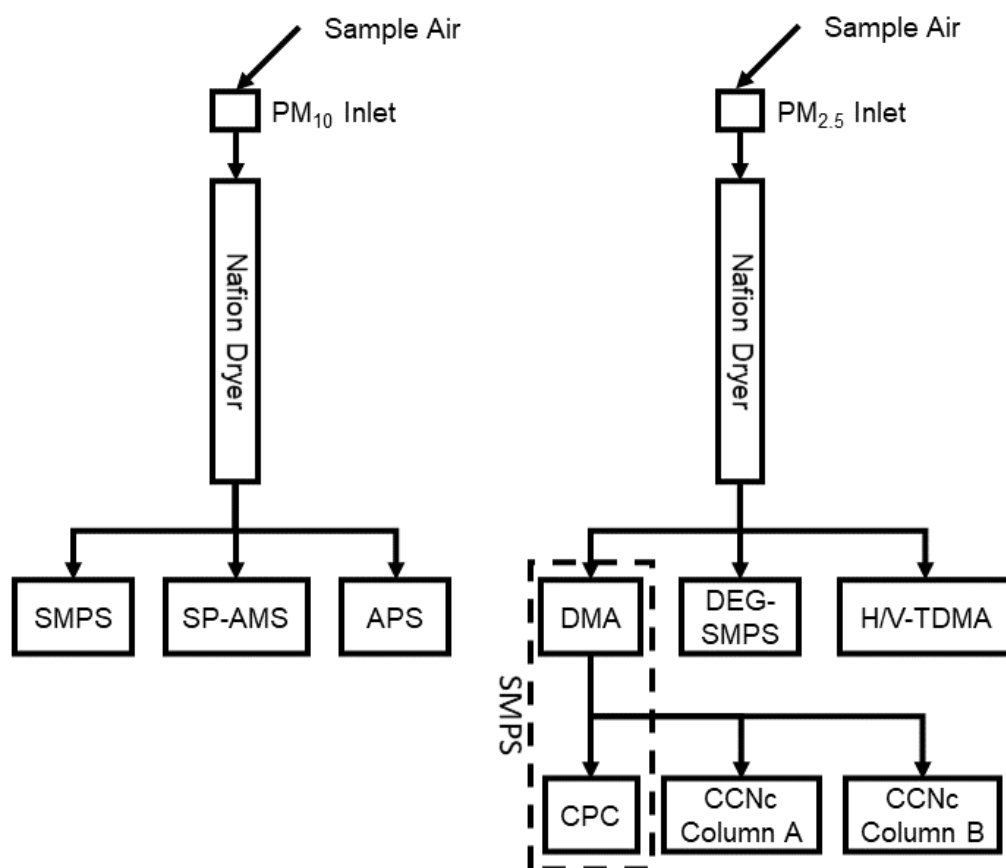 Sample Air
PM₁₀ Inlet
Nafion Dryer
SMPS
SP-AMS
APS
Sample Air
PM₂.₅ Inlet
Nafion Dryer
DMA
DEG-
SMPS
H/V-TDMA
SMPS
CPC
CCNc
Column A
CCNc
Column B